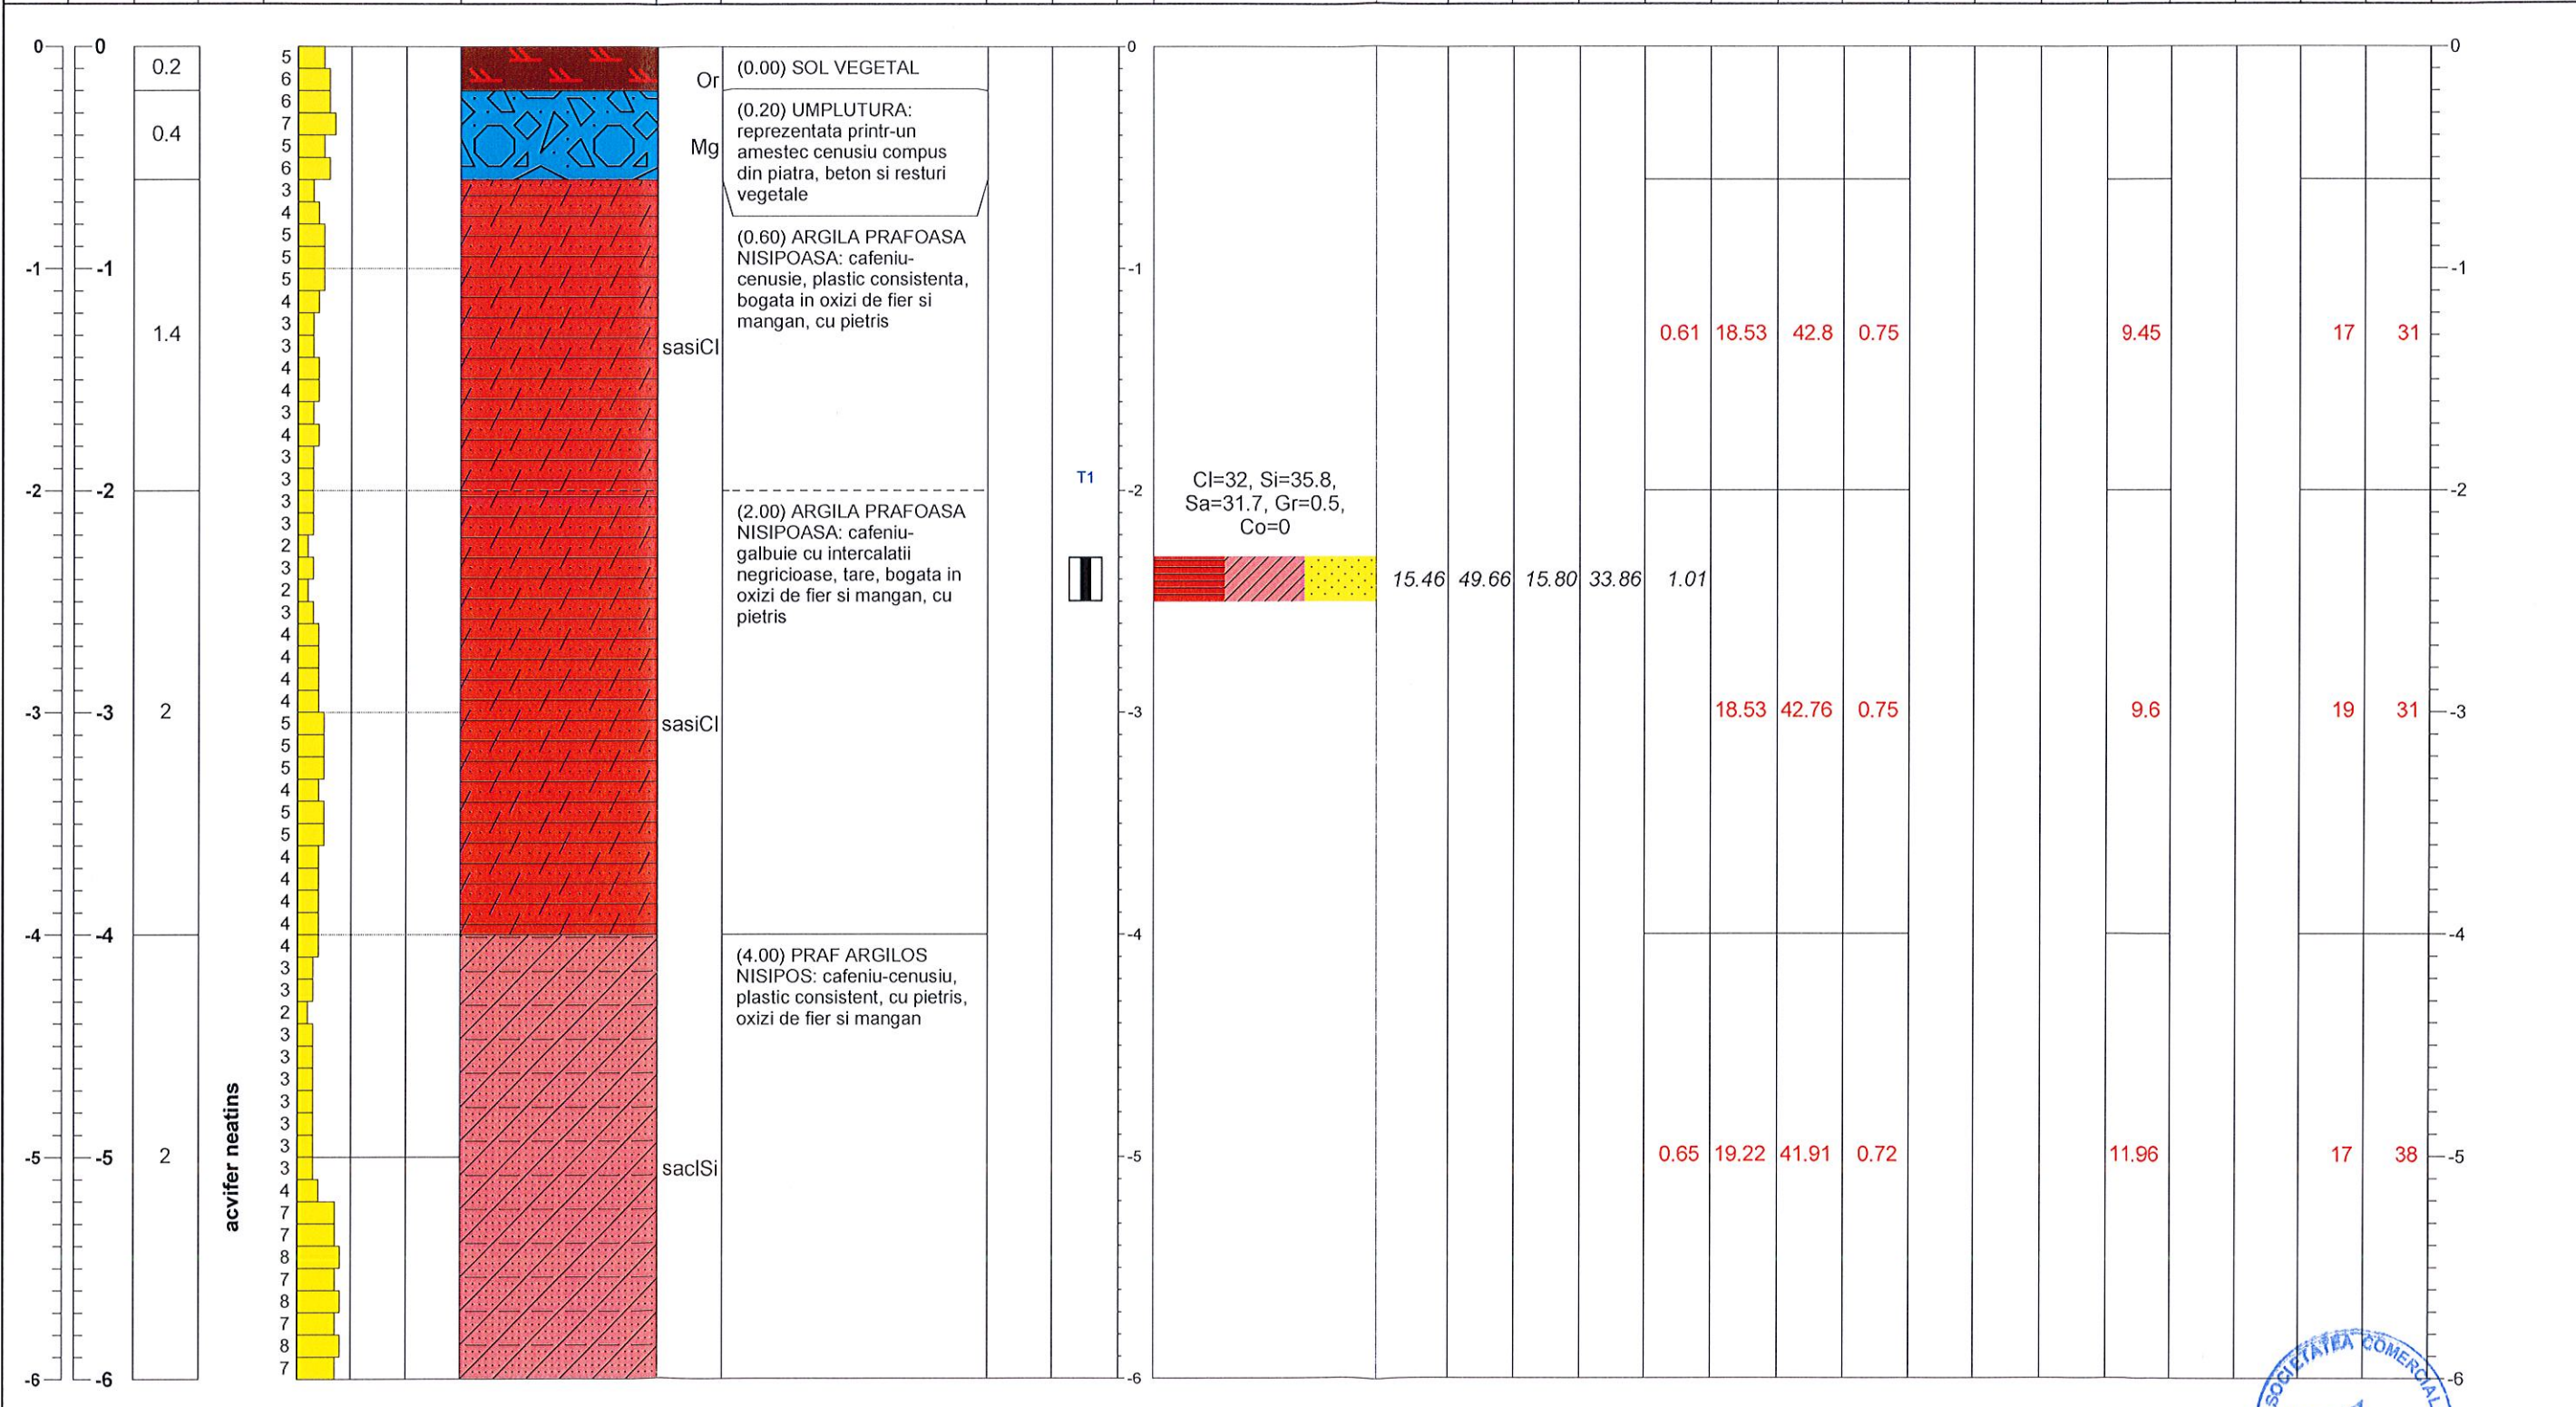 0 0 0.2 0 0
5
6
6
7
5
6
3
4
5
5
5
4
3
3
4
4
3
4
3
3
3
3
2
3
2
3
4
4
4
4
5
5
5
4
5
5
4
4
4
4
4
3
3
2
3
3
3
3
3
3
3
4
7
7
8
7
8
7
8
7
0.4
1.4
2
2
-1 -1 -1 -1
-2 -2 -2 -2
-3 -3 -3 -3
-4 -4 -4 -4
-5 -5 -5 -5
-6 -6 -6 -6
acvifer neatins
Or
Mg
sasiCl
sasiCl
saclSi
(0.00) SOL VEGETAL
(0.20) UMPLUTURA:
reprezentata printr-un
amestec cenusiu compus
din piatra, beton si resturi
vegetale
(0.60) ARGILA PRAFOASA
NISIPOASA: cafeniu-
cenusie, plastic consistenta,
bogata in oxizi de fier si
mangan, cu pietris
(2.00) ARGILA PRAFOASA
NISIPOASA: cafeniu-
galbuie cu intercalatii
negricioase, tare, bogata in
oxizi de fier si mangan, cu
pietris
(4.00) PRAF ARGILOS
NISIPOS: cafeniu-cenusiu,
plastic consistent, cu pietris,
oxizi de fier si mangan
T1
Cl=32, Si=35.8,
Sa=31.7, Gr=0.5,
Co=0
15.46 49.66 15.80 33.86 1.01
0.61 18.53 42.8 0.75 9.45 17 31
18.53 42.76 0.75 9.6 19 31
0.65 19.22 41.91 0.72 11.96 17 38
SOCIETATEA COMERCIAL